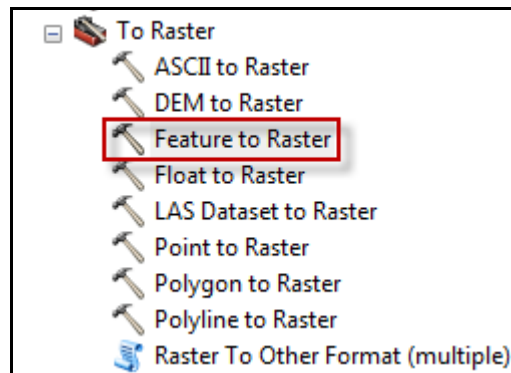 To Raster
ASCII to Raster
DEM to Raster
Feature to Raster
Float to Raster
LAS Dataset to Raster
Point to Raster
Polygon to Raster
Polyline to Raster
Raster To Other Format (multiple)